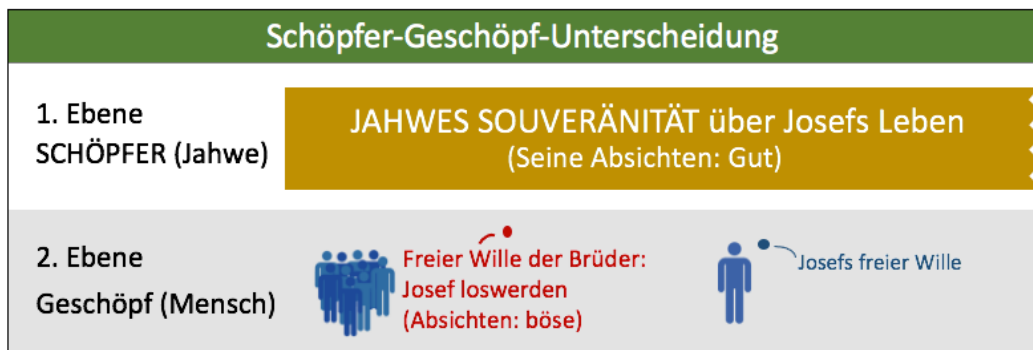 Schöpfer-Geschöpf-Unterscheidung
1. Ebene
SCHÖPFER (Jahwe)
JAHWES SOUVERÄNITÄT über Josefs Leben
(Seine Absichten: Gut)
2. Ebene
Geschöpf (Mensch)
Freier Wille der Brüder:
Josef loswerden
(Absichten: böse)
Josefs freier Wille